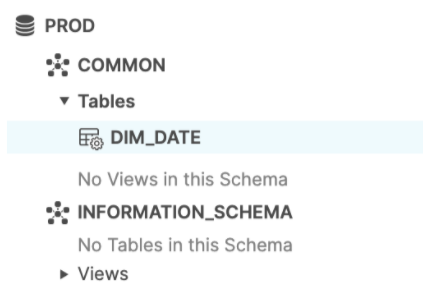 PROD
COMMON
Tables
DIM_DATE
No Views in this Schema
INFORMATION_SCHEMA
No Tables in this Schema
Views